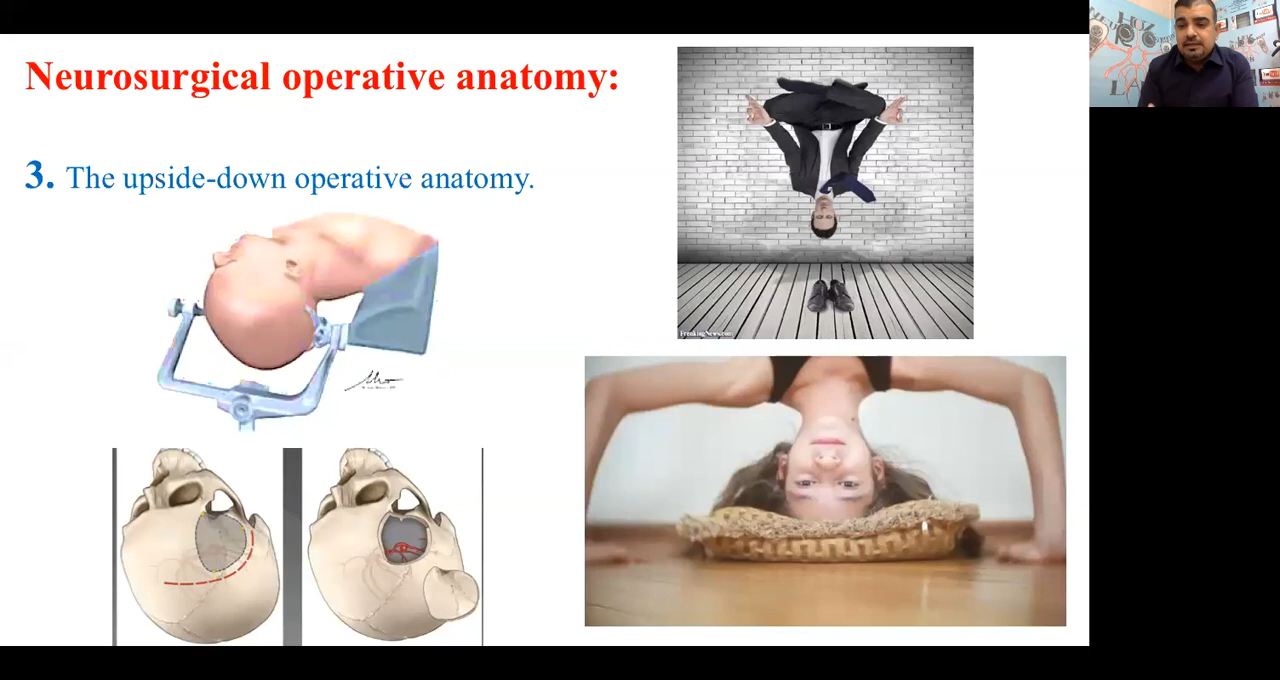 Neurosurgical operative anatomy:
3. The upside-down operative anatomy.
FreakingNews.com